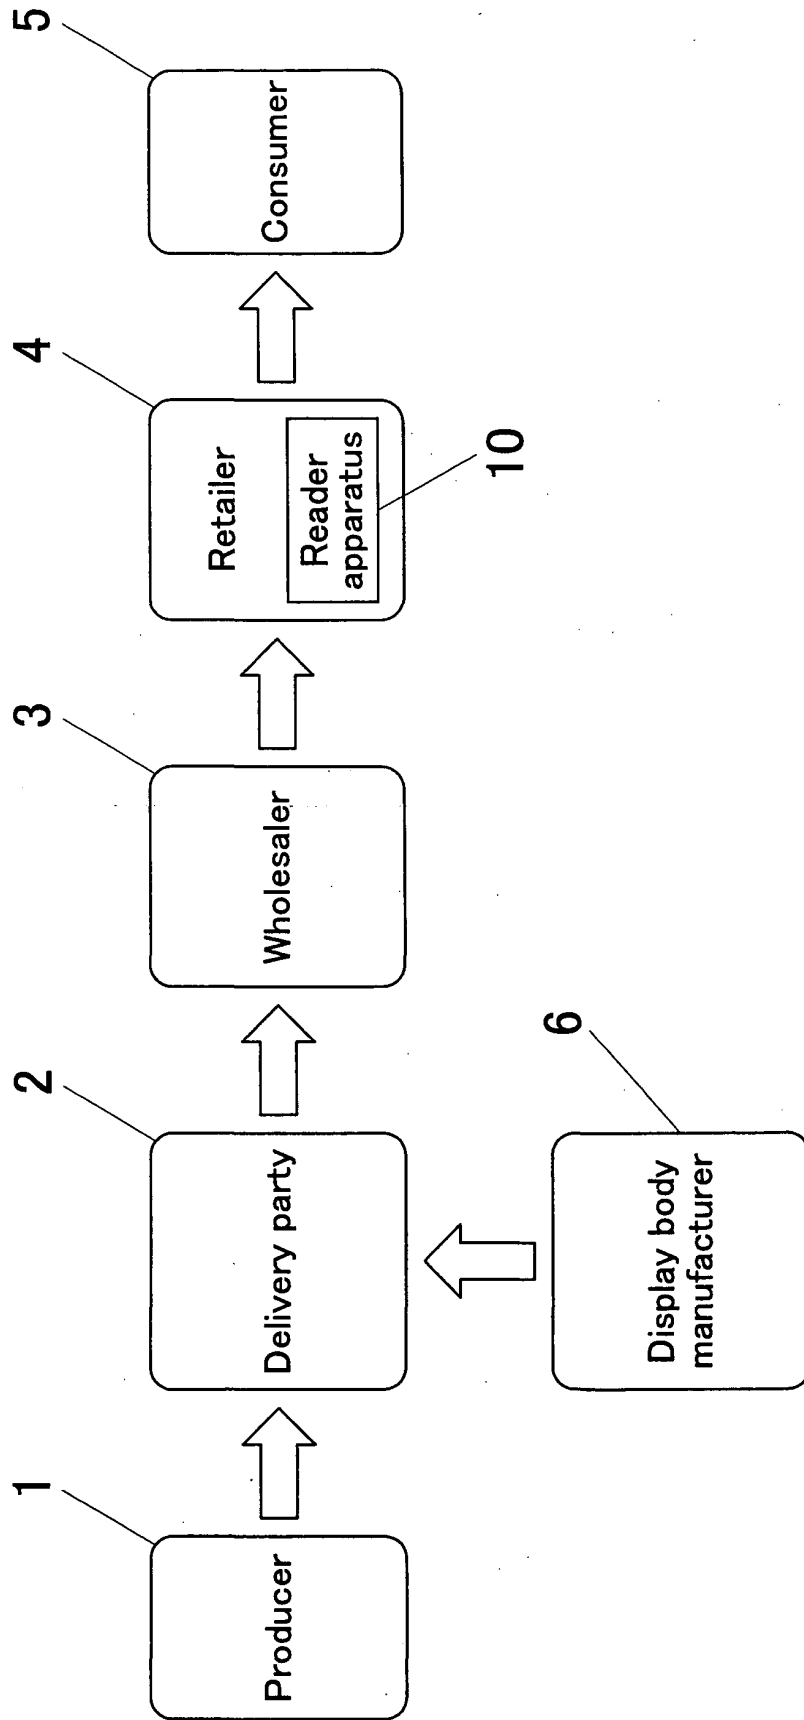 1
Producer
2
Delivery party
3
Wholesaler
4
Retailer
Reader
apparatus
10
5
Consumer
6
Display body
manufacturer